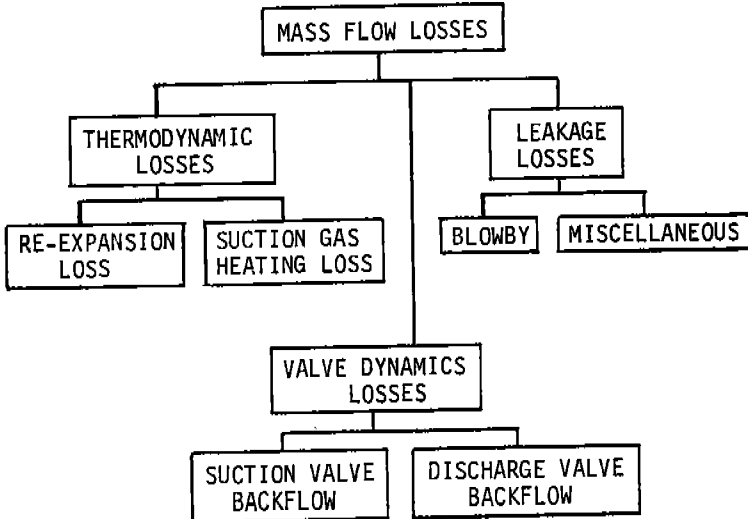 MASS FLOW LOSSES
THERMODYNAMIC
LOSSES
LEAKAGE
LOSSES
RE-EXPANSION
LOSS
SUCTION GAS
HEATING LOSS
BLOWBY
MISCELLANEOUS
VALVE DYNAMICS
LOSSES
SUCTION VALVE
BACKFLOW
DISCHARGE VALVE
BACKFLOW